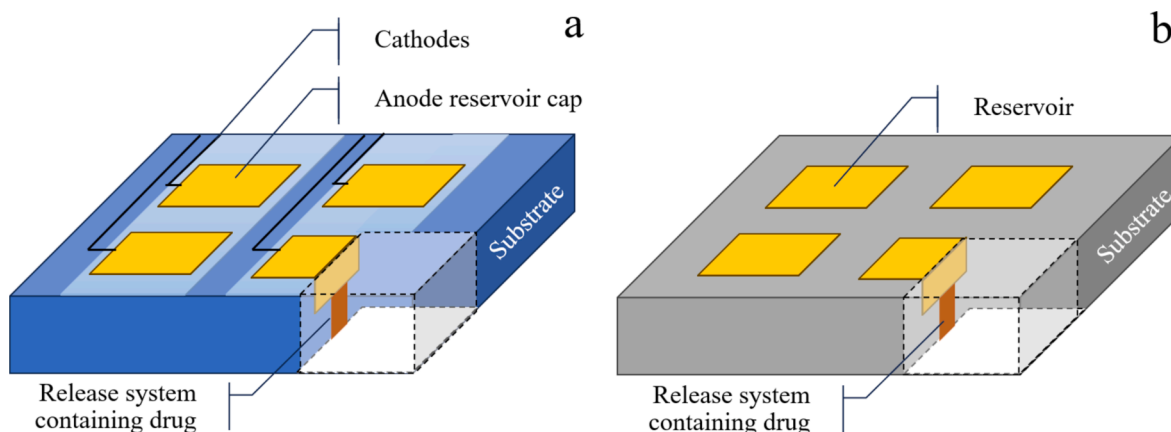 a
Cathodes
Anode reservoir cap
Substrate
Release system
containing drug
b
Reservoir
Substrate
Release system
containing drug